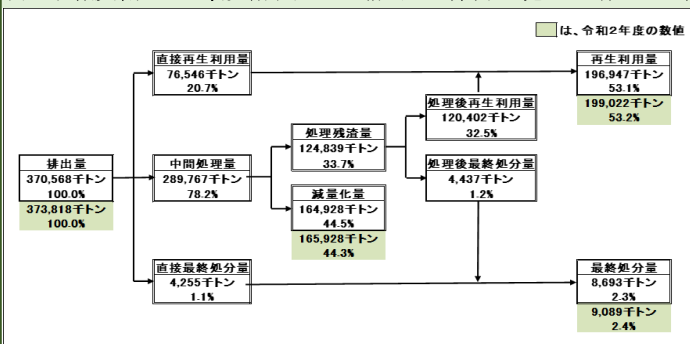 は、令和2年度の数値
直接再生利用量
76,546千トン
20.7%
再生利用量
196,947千トン
53.1%
199,022千トン
53.2%
処理後再生利用量
120,402千トン
32.5%
処理残渣量
124,839千トン
33.7%
排出量
370,568千トン
100.0%
373,818千トン
100.0%
中間処理量
289,767千トン
78.2%
処理後最終処分量
4,437千トン
1.2%
減量化量
164,928千トン
44.5%
165,928千トン
44.3%
直接最終処分量
4,255千トン
1.1%
最終処分量
8,693千トン
2.3%
9,089千トン
2.4%